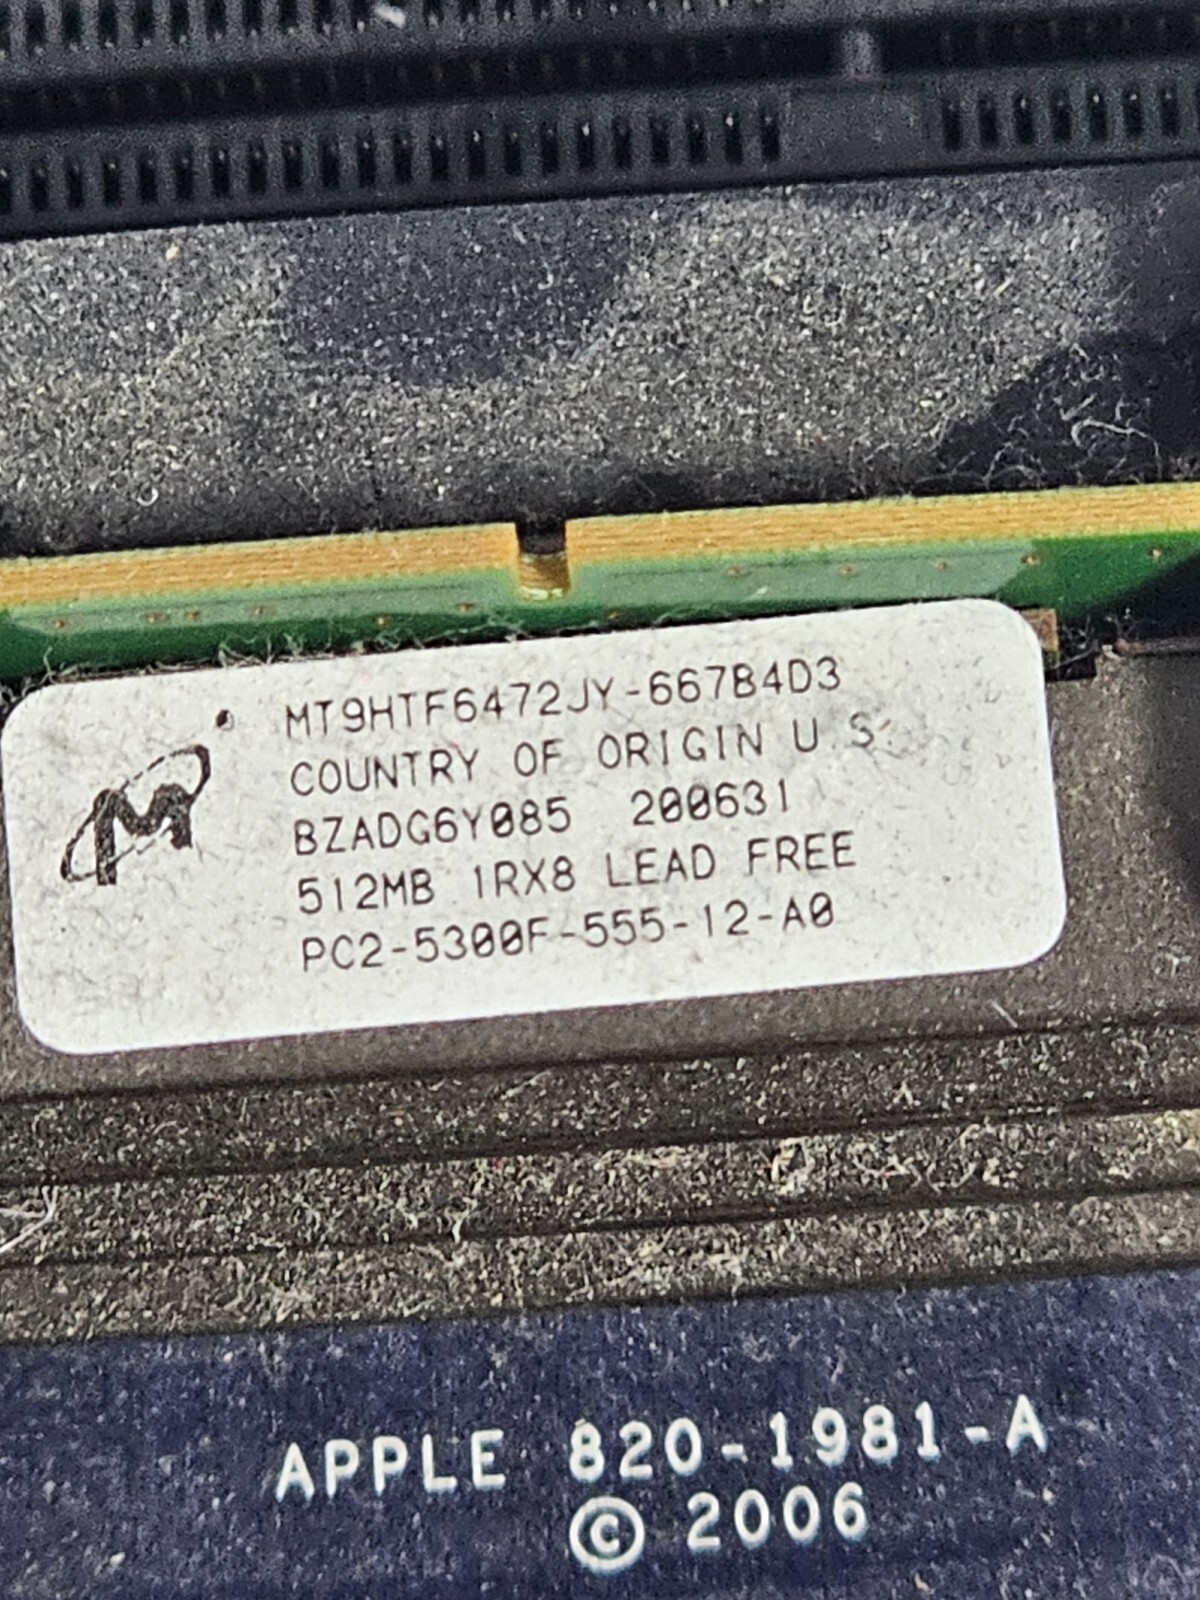 MT9HTF6472JY-667B4D3
COUNTRY OF ORIGIN U.S.
BZADG6Y085 200631
512MB 1RX8 LEAD FREE
PC2-5300F-555-12-A0
M
APPLE 820-1981-A
© 2006